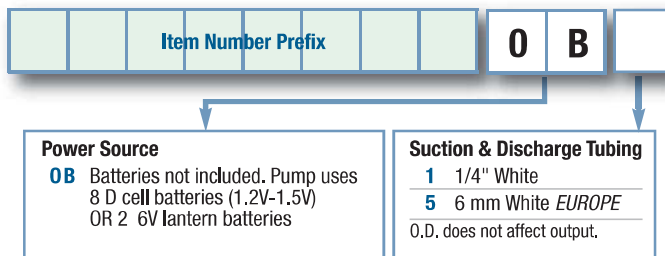 Item Number Prefix
0 B
Power Source
0B Batteries not included. Pump uses
8 D cell batteries (1.2V-1.5V)
OR 2 6V lantern batteries
Suction & Discharge Tubing
1 1/4" White
5 6 mm White EUROPE
O.D. does not affect output.